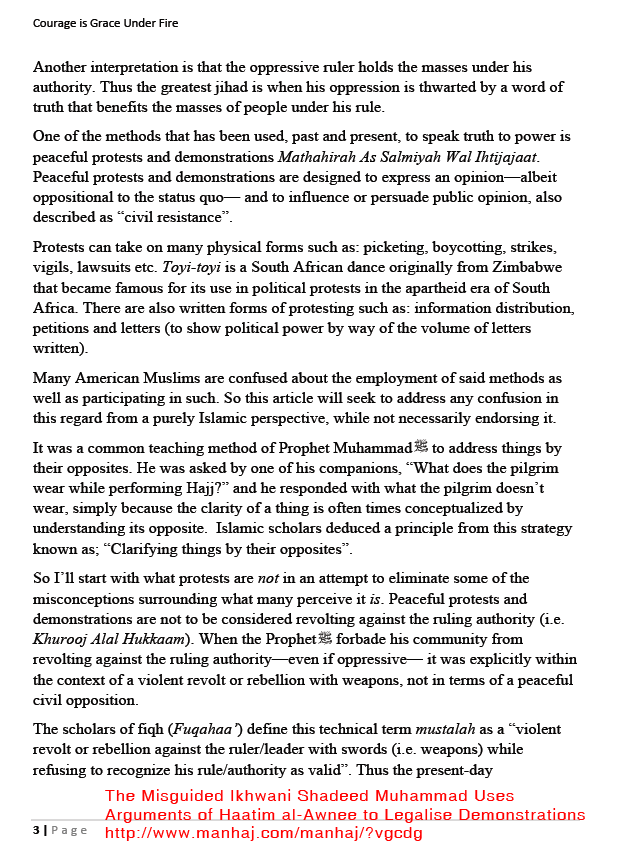 Courage is Grace Under Fire
Another interpretation is that the oppressive ruler holds the masses under his
authority. Thus the greatest jihad is when his oppression is thwarted by a word of
truth that benefits the masses of people under his rule.
One of the methods that has been used, past and present, to speak truth to power is
peaceful protests and demonstrations Mathahirah As Salmiyah Wal Ihtijajaat.
Peaceful protests and demonstrations are designed to express an opinion—albeit
oppositional to the status quo— and to influence or persuade public opinion, also
described as “civil resistance”.
Protests can take on many physical forms such as: picketing, boycotting, strikes,
vigils, lawsuits etc. Toyi-toyi is a South African dance originally from Zimbabwe
that became famous for its use in political protests in the apartheid era of South
Africa. There are also written forms of protesting such as: information distribution,
petitions and letters (to show political power by way of the volume of letters
written).
Many American Muslims are confused about the employment of said methods as
well as participating in such. So this article will seek to address any confusion in
this regard from a purely Islamic perspective, while not necessarily endorsing it.
It was a common teaching method of Prophet Muhammad ﷺ to address things by
their opposites. He was asked by one of his companions, “What does the pilgrim
wear while performing Hajj?” and he responded with what the pilgrim doesn’t
wear, simply because the clarity of a thing is often times conceptualized by
understanding its opposite.  Islamic scholars deduced a principle from this strategy
known as; “Clarifying things by their opposites”.
So I’ll start with what protests are not in an attempt to eliminate some of the
misconceptions surrounding what many perceive it is. Peaceful protests and
demonstrations are not to be considered revolting against the ruling authority (i.e.
Khurooj Alal Hukkaam). When the Prophet ﷺ forbade his community from
revolting against the ruling authority—even if oppressive— it was explicitly within
the context of a violent revolt or rebellion with weapons, not in terms of a peaceful
civil opposition.
The scholars of fiqh (Fuqahaa’) define this technical term mustalah as a “violent
revolt or rebellion against the ruler/leader with swords (i.e. weapons) while
refusing to recognize his rule/authority as valid”. Thus the present-day
The Misguided Ikhwani Shadeed Muhammad Uses
Arguments of Haatim al-Awnee to Legalise Demonstrations
3 | Page
http://www.manhaj.com/manhaj/?vgcdg